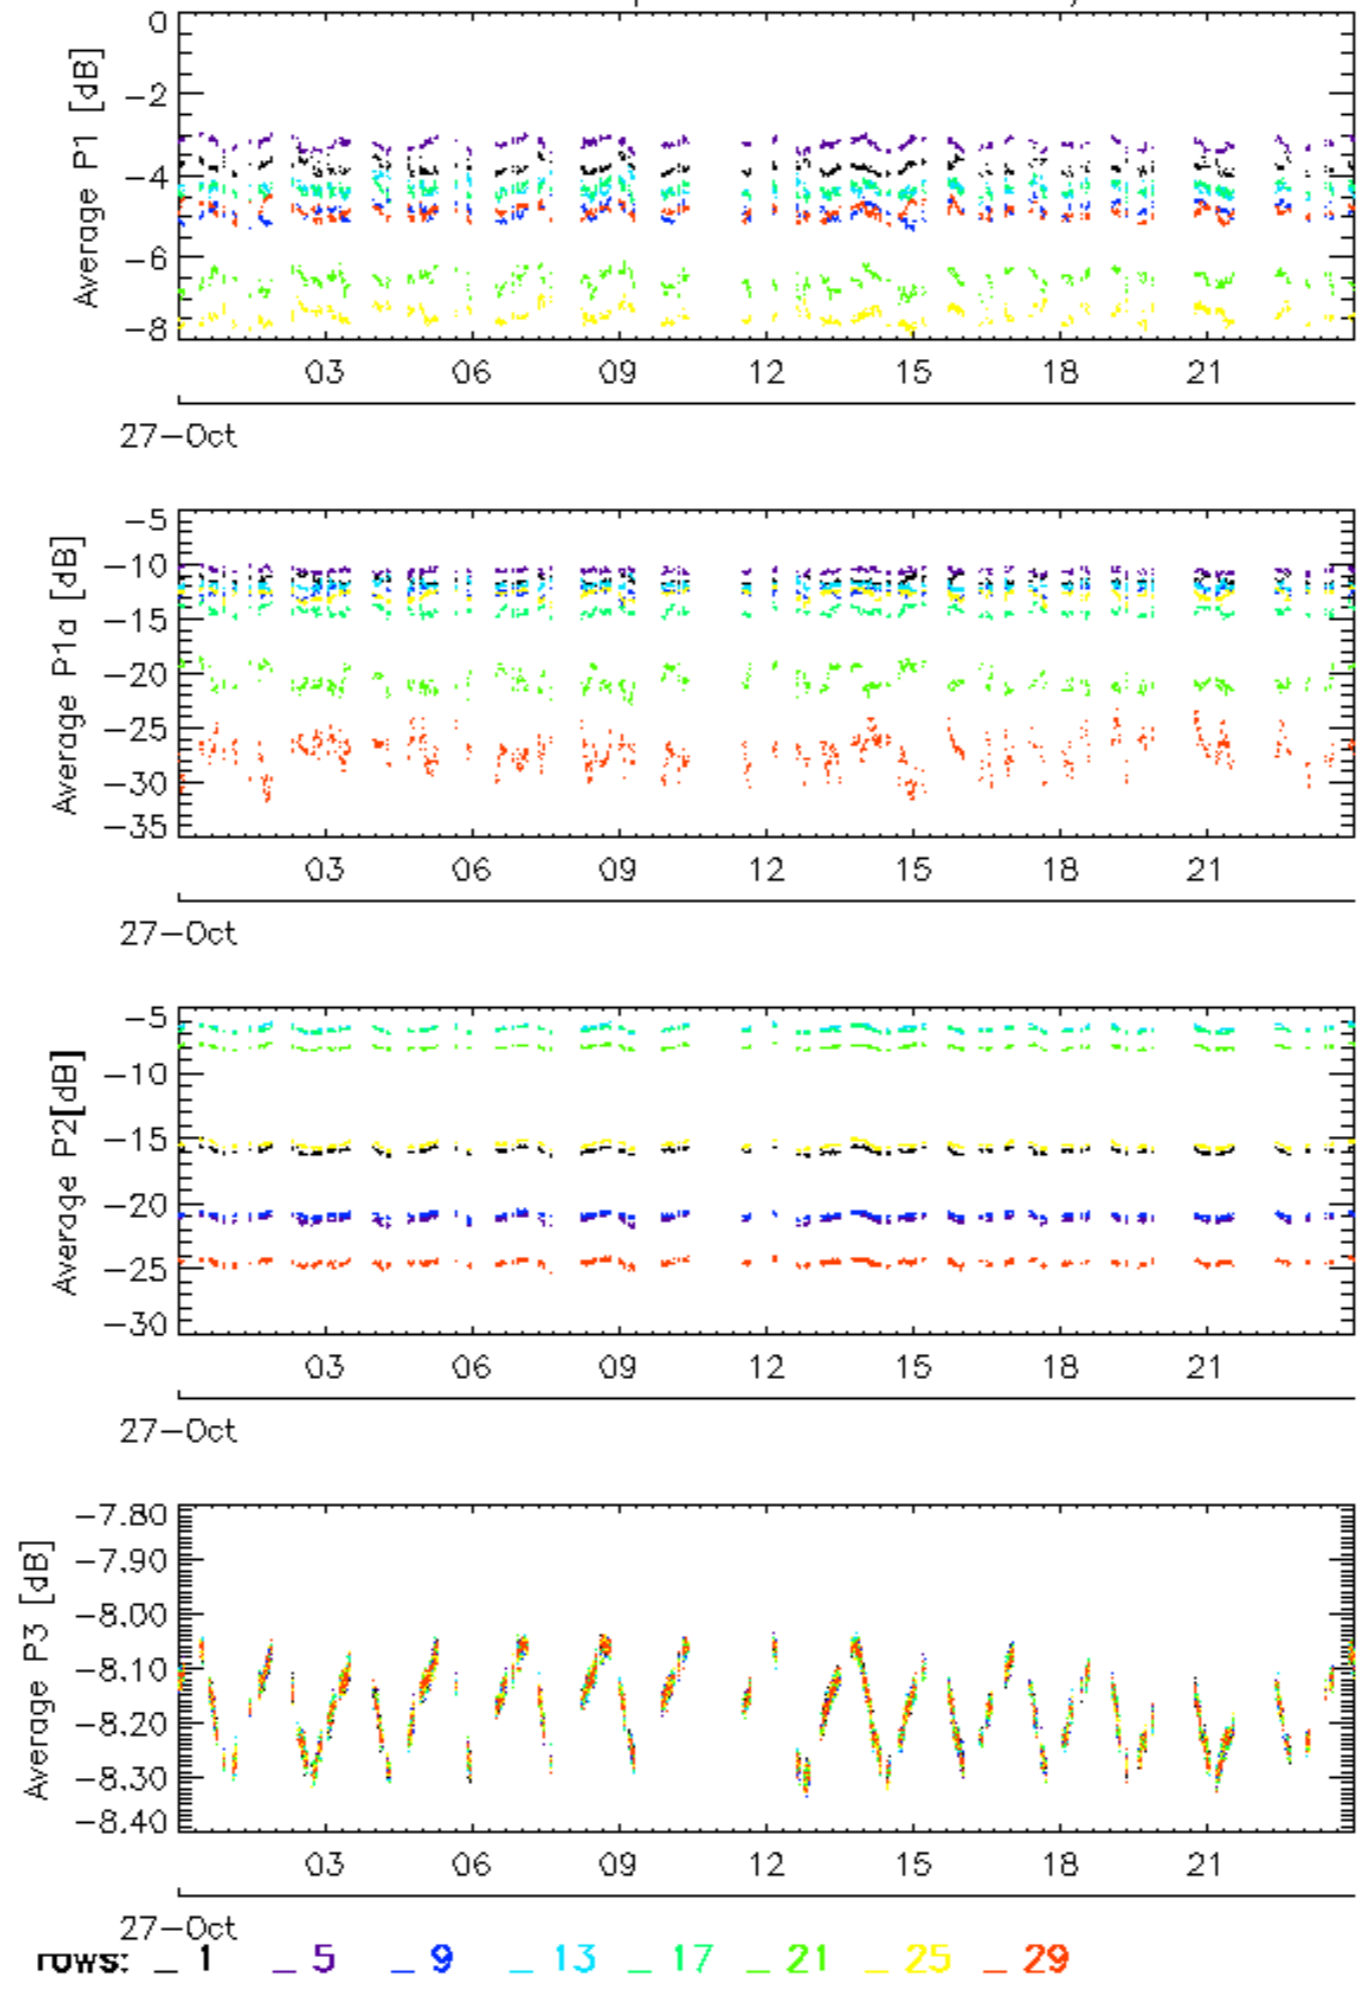 0
-2
-4
-6
-8
Average P1 [dB]
03 06 09 12 15 18 21
27-Oct
-5
-10
-15
-20
-25
-30
-35
Average P1a [dB]
03 06 09 12 15 18 21
27-Oct
-5
-10
-15
-20
-25
-30
Average P2[dB]
03 06 09 12 15 18 21
27-Oct
-7.80
-7.90
-8.00
-8.10
-8.20
-8.30
-8.40
Average P3 [dB]
03 06 09 12 15 18 21
27-Oct
rows: _ 1 _ 5 _ 9 _ 13 _ 17 _ 21 _ 25 _ 29